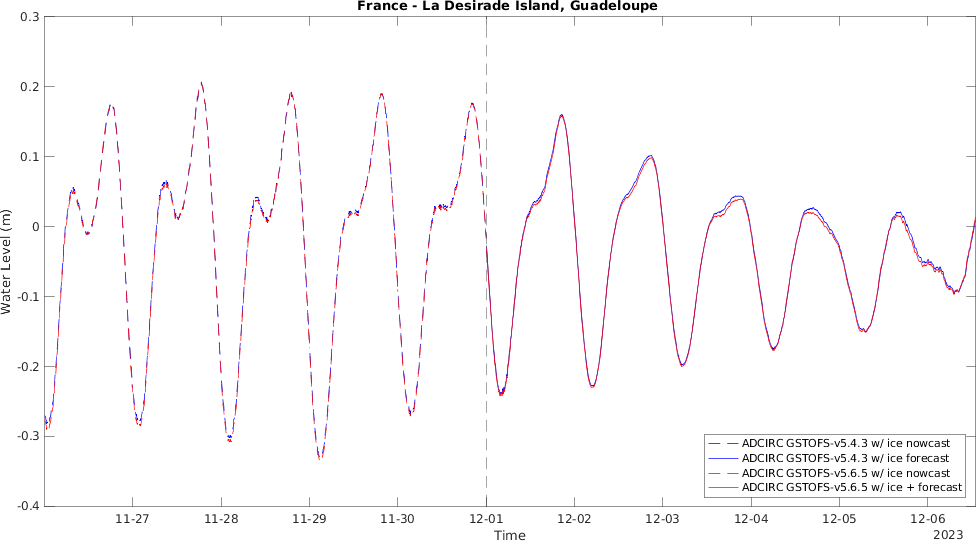 France - La Desirade Island, Guadeloupe
0.3
0.2
0.1
0
-0.1
-0.2
-0.3
-0.4
Water Level (m)
ADCIRC GSTOFS-v5.4.3 w/ ice nowcast
ADCIRC GSTOFS-v5.4.3 w/ ice forecast
ADCIRC GSTOFS-v5.6.5 w/ ice nowcast
ADCIRC GSTOFS-v5.6.5 w/ ice + forecast
11-27 11-28 11-29 11-30 12-01 12-02 12-03 12-04 12-05 12-06
Time
2023